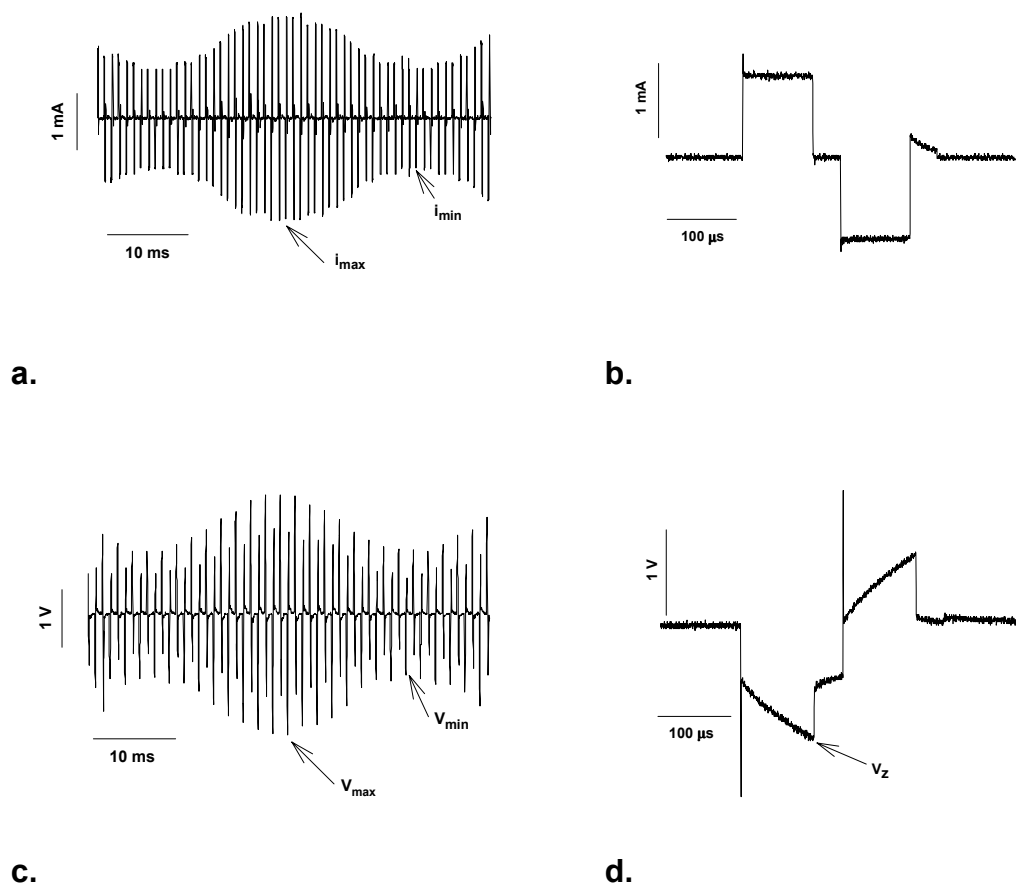 1 mA
10 ms
i_min
i_max
a.
1 mA
100 µs
b.
1 V
10 ms
V_min
V_max
c.
1 V
100 µs
V_z
d.